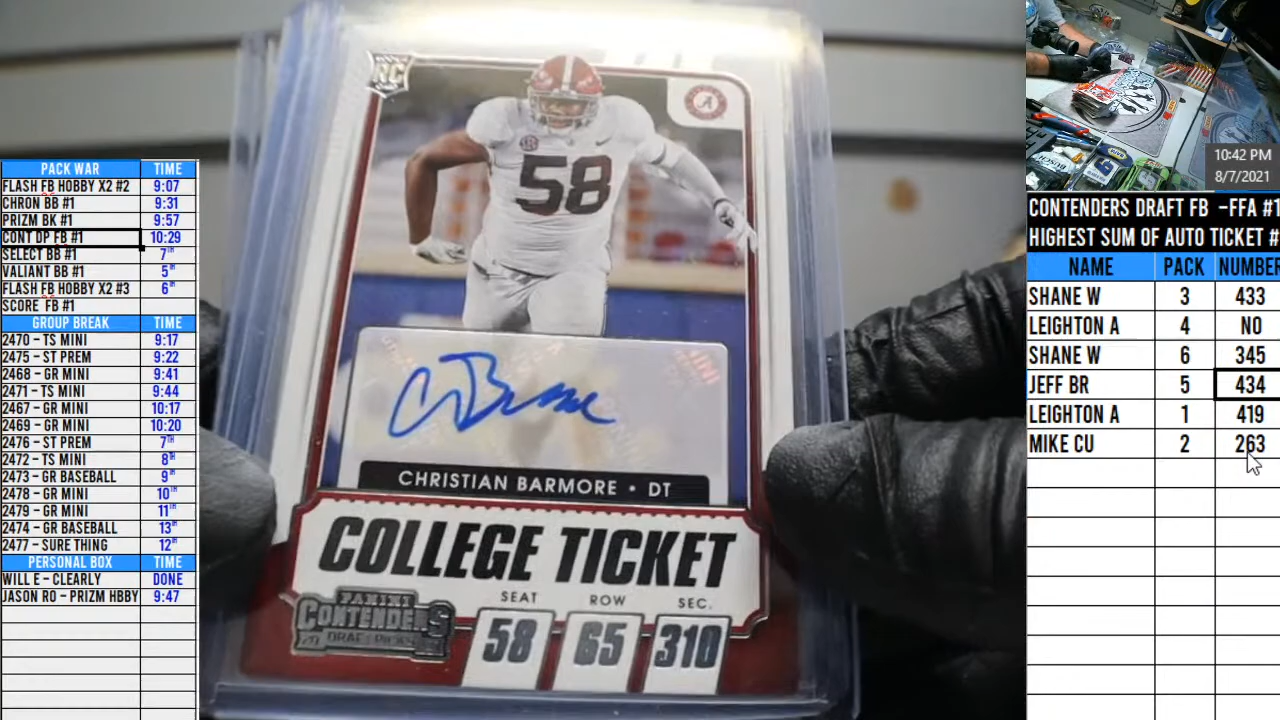 PACK WAR TIME
FLASH FB HOBBY X2 #2 9:07
CHRON BB #1 9:31
PRIZM BK #1 9:57
CONT DP FB #1 10:29
SELECT BB #1 7TH
VALIANT BB #1 5TH
FLASH FB HOBBY X2 #3 6TH
SCORE FB #1
GROUP BREAK TIME
2470 - TS MINI 9:17
2475 - ST PREM 9:22
2468 - GR MINI 9:41
2471 - TS MINI 9:44
2467 - GR MINI 10:17
2469 - GR MINI 10:20
2476 - ST PREM 7TH
2472 - TS MINI 8TH
2473 - GR BASEBALL 9TH
2478 - GR MINI 10TH
2479 - GR MINI 11TH
2474 - GR BASEBALL 13TH
2477 - SURE THING 12TH
PERSONAL BOX TIME
WILL E - CLEARLY DONE
JASON RO - PRIZM HBBY 9:47
RC
A
58
CHRISTIAN BARMORE • DT
COLLEGE TICKET
SEAT ROW SEC.
58 65 310
PANINI
CONTENDERS
DRAFT PICKS
BUSCH
NAPA
10:42 PM
8/7/2021
CONTENDERS DRAFT FB -FFA #1
HIGHEST SUM OF AUTO TICKET #
NAME PACK NUMBER
SHANE W 3 433
LEIGHTON A 4 NO
SHANE W 6 345
JEFF BR 5 434
LEIGHTON A 1 419
MIKE CU 2 263